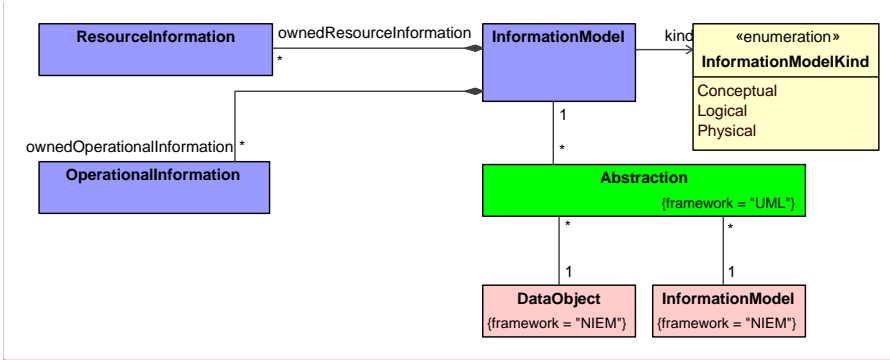 ResourceInformation
ownedResourceInformation
*
InformationModel
kind
«enumeration»
InformationModelKind
Conceptual
Logical
Physical
ownedOperationalInformation
*
OperationalInformation
1
*
Abstraction
{framework = "UML"}
*
*
1
1
DataObject
{framework = "NIEM"}
InformationModel
{framework = "NIEM"}